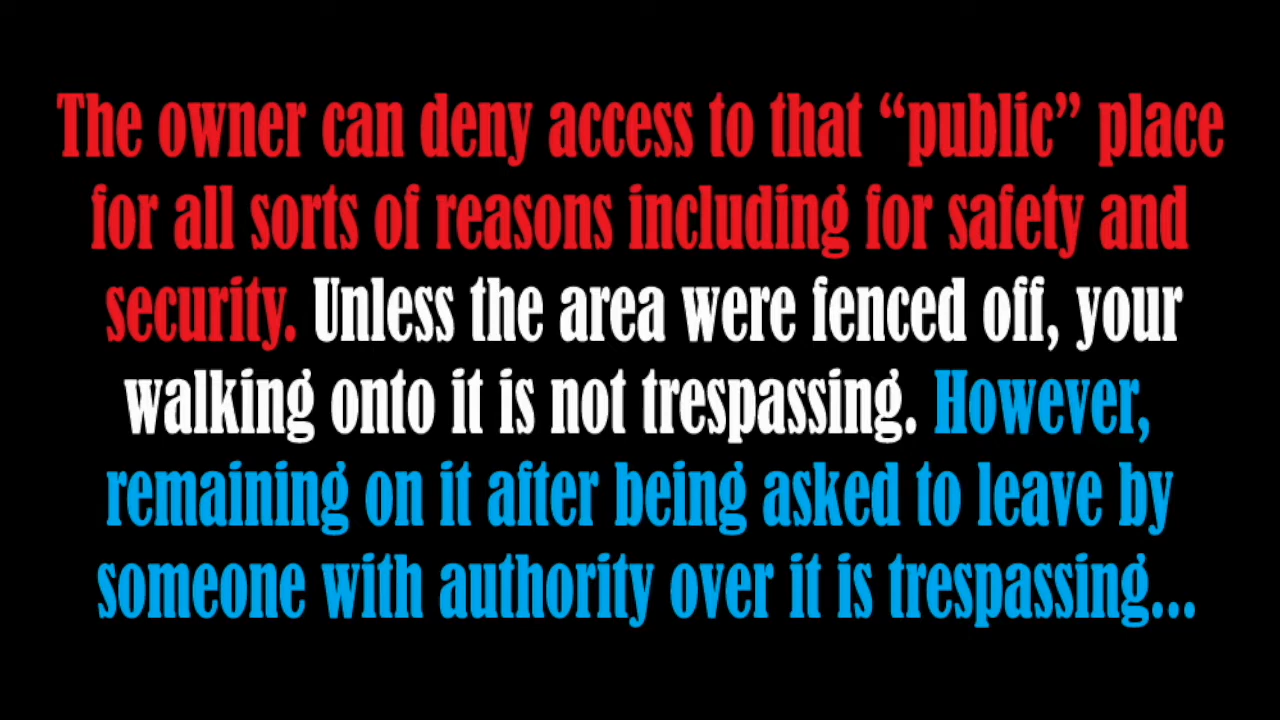 The owner can deny access to that “public” place
for all sorts of reasons including for safety and
security. Unless the area were fenced off, your
walking onto it is not trespassing. However,
remaining on it after being asked to leave by
someone with authority over it is trespassing...